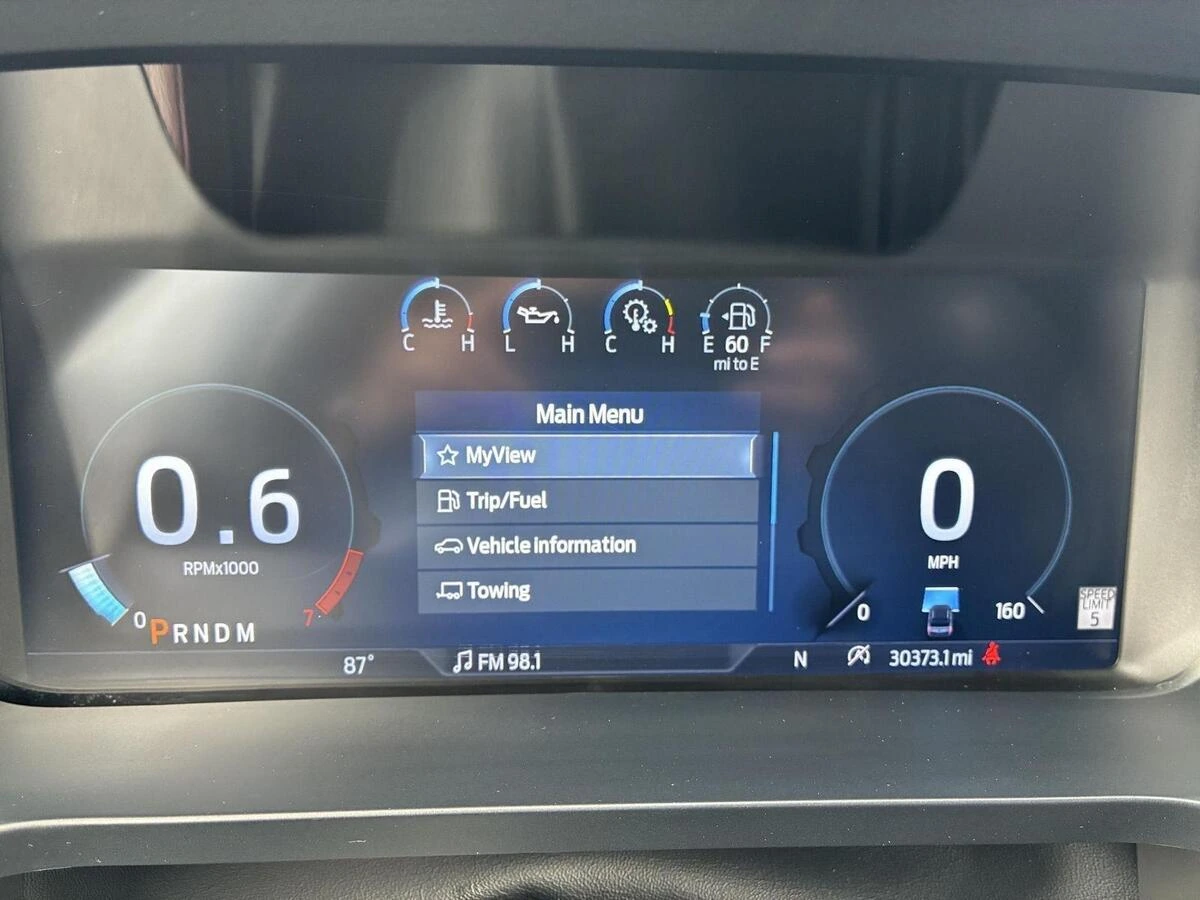 C H
L H
C H
E 60 F
mi to E
Main Menu
MyView
Trip/Fuel
Vehicle information
Towing
0.6
RPMx1000
0
7
PRNDM
0
MPH
0
160
SPEED
LIMIT
5
87°
FM 98.1
N
30373.1 mi